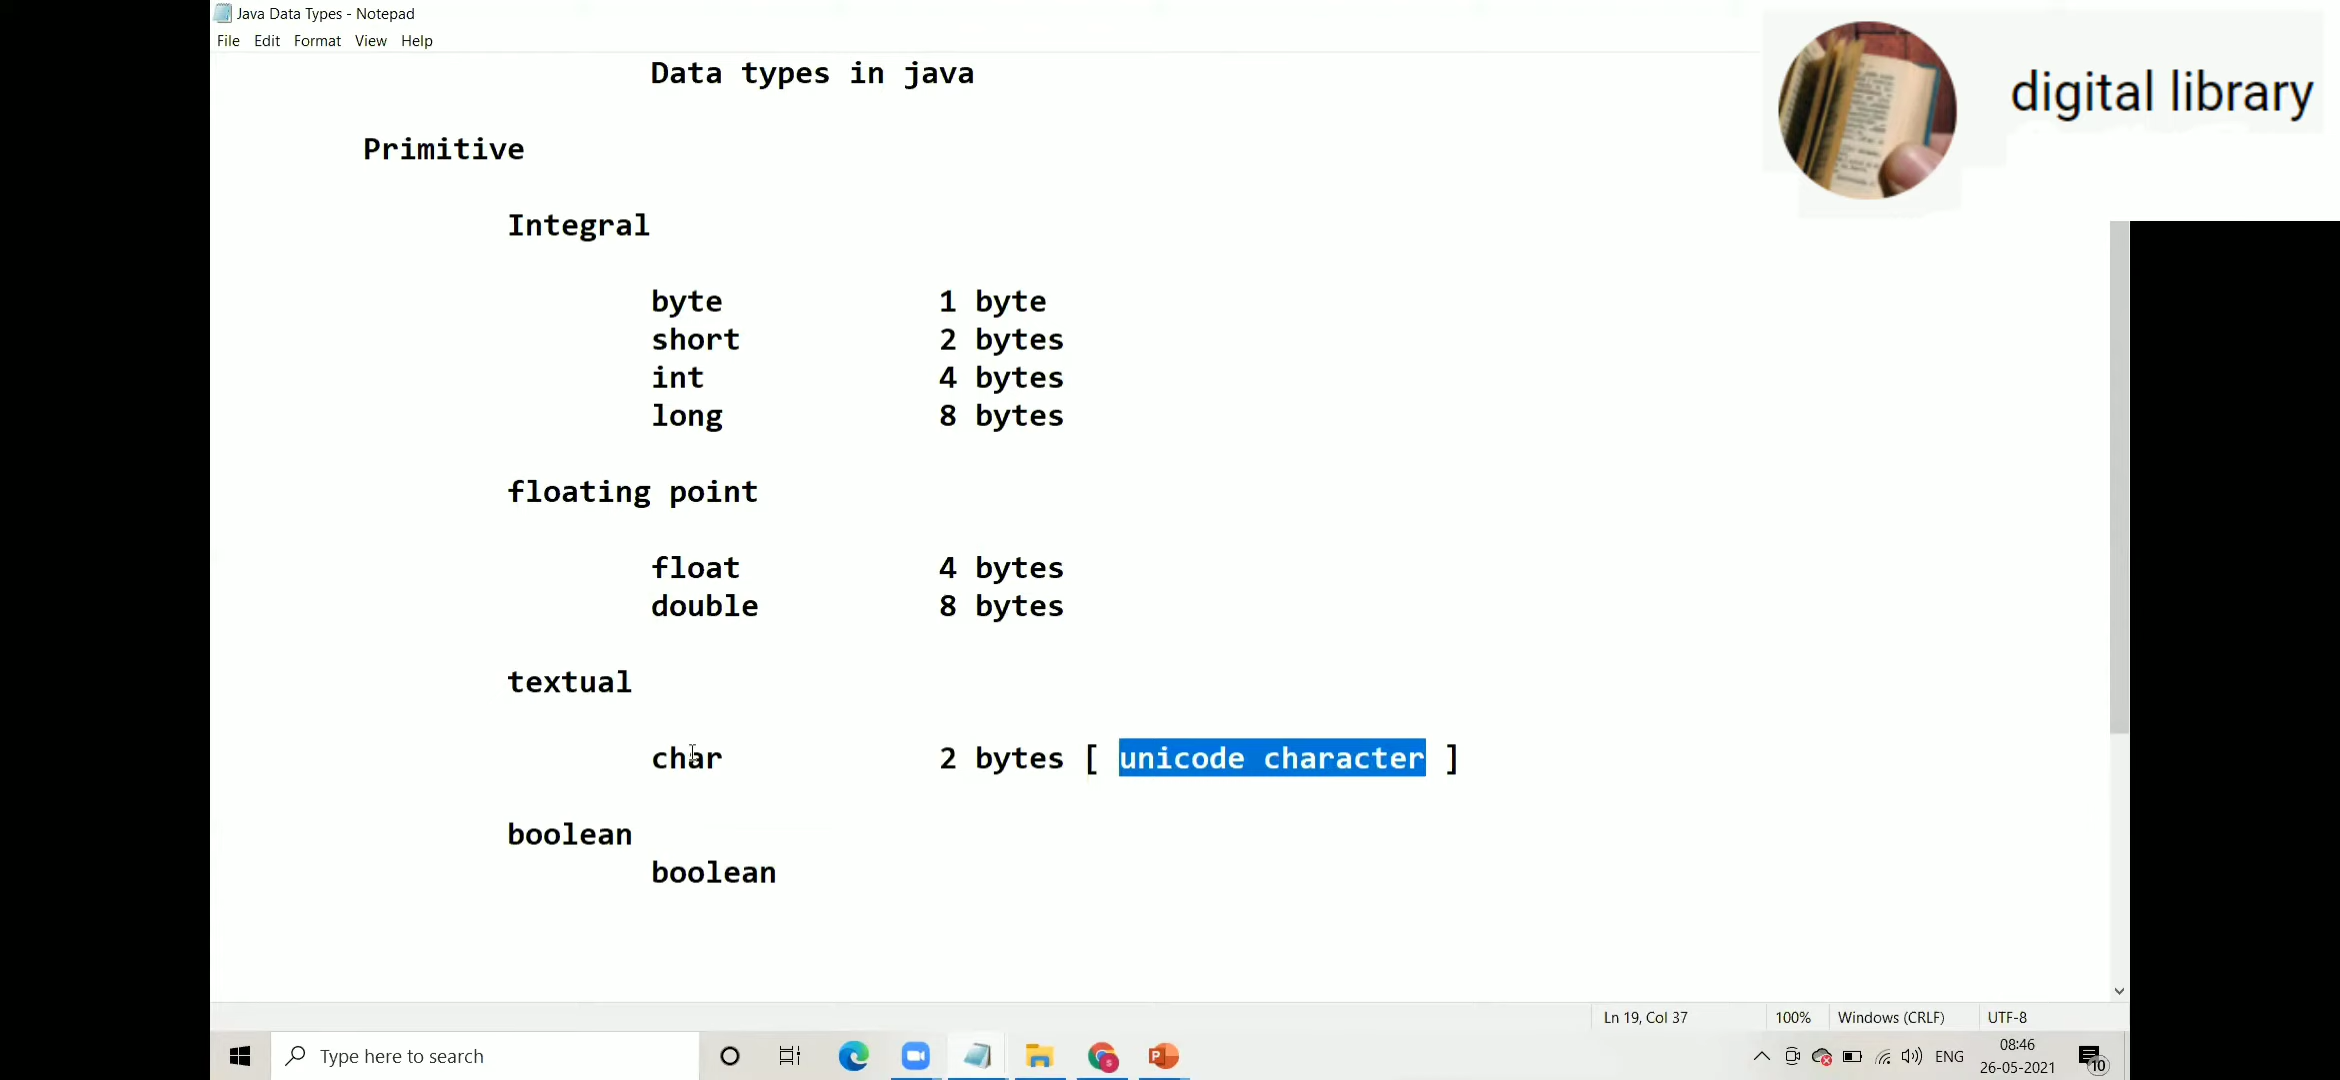 Java Data Types - Notepad
File Edit Format View Help
digital library
Data types in java
Primitive
Integral
byte 1 byte
short 2 bytes
int 4 bytes
long 8 bytes
floating point
float 4 bytes
double 8 bytes
textual
char 2 bytes [ unicode character ]
boolean
boolean
Ln 19, Col 37 100% Windows (CRLF) UTF-8
Type here to search
ENG
08:46
26-05-2021
10